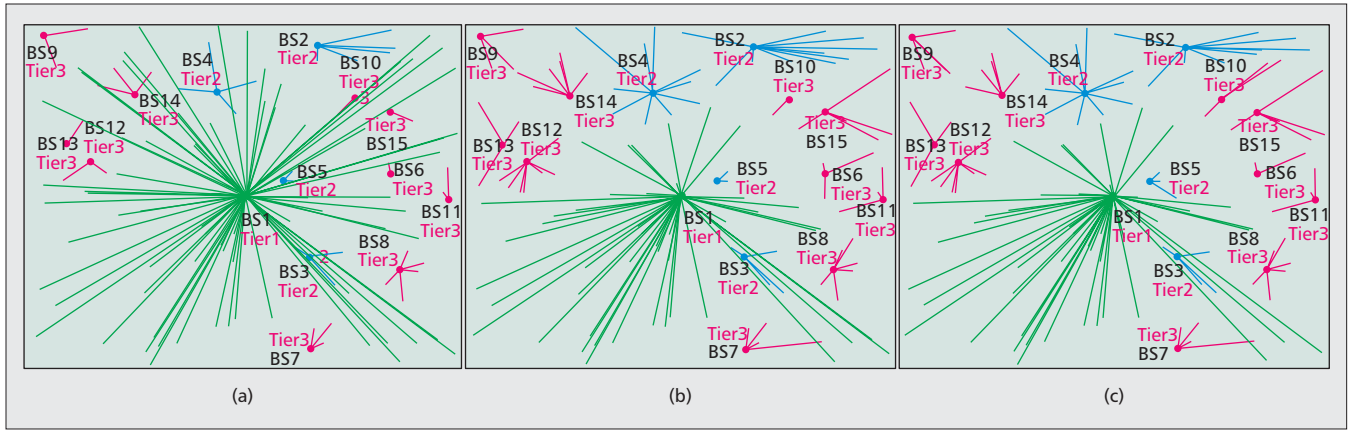 BS9
Tier3
BS4
Tier2
BS2
Tier2
BS10
Tier3
3
BS14
Tier3
BS12
Tier3
BS13
Tier3
Tier3
BS15
BS5
Tier2
BS6
Tier3
BS1
Tier1
BS11
Tier3
BS8
Tier3
2
BS3
Tier2
Tier3
BS7
(a)
BS9
Tier3
BS4
Tier2
BS2
Tier2
BS10
Tier3
BS14
Tier3
BS12
Tier3
BS13
Tier3
Tier3
BS15
BS5
Tier2
BS6
Tier3
BS1
Tier1
BS11
Tier3
BS8
Tier3
BS3
Tier2
Tier3
BS7
(b)
BS9
Tier3
BS4
Tier2
BS2
Tier2
BS10
Tier3
BS14
Tier3
BS12
Tier3
BS13
Tier3
Tier3
BS15
BS5
Tier2
BS6
Tier3
BS1
Tier1
BS11
Tier3
BS8
Tier3
BS3
Tier2
Tier3
BS7
(c)